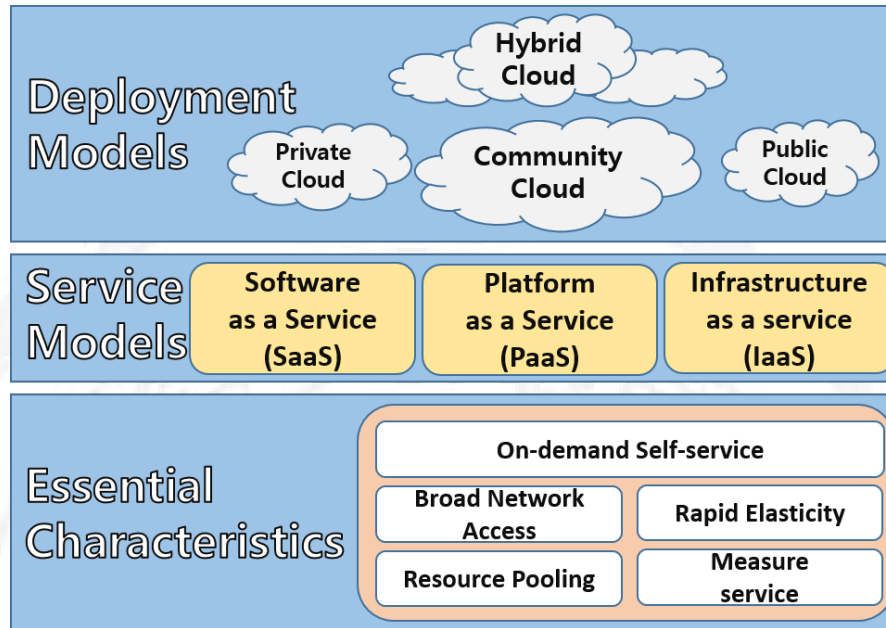 Deployment
Models
Hybrid
Cloud
Private
Cloud
Community
Cloud
Public
Cloud
Service
Models
Software
as a Service
(SaaS)
Platform
as a Service
(PaaS)
Infrastructure
as a service
(IaaS)
Essential
Characteristics
On-demand Self-service
Broad Network
Access
Rapid Elasticity
Resource Pooling
Measure
service